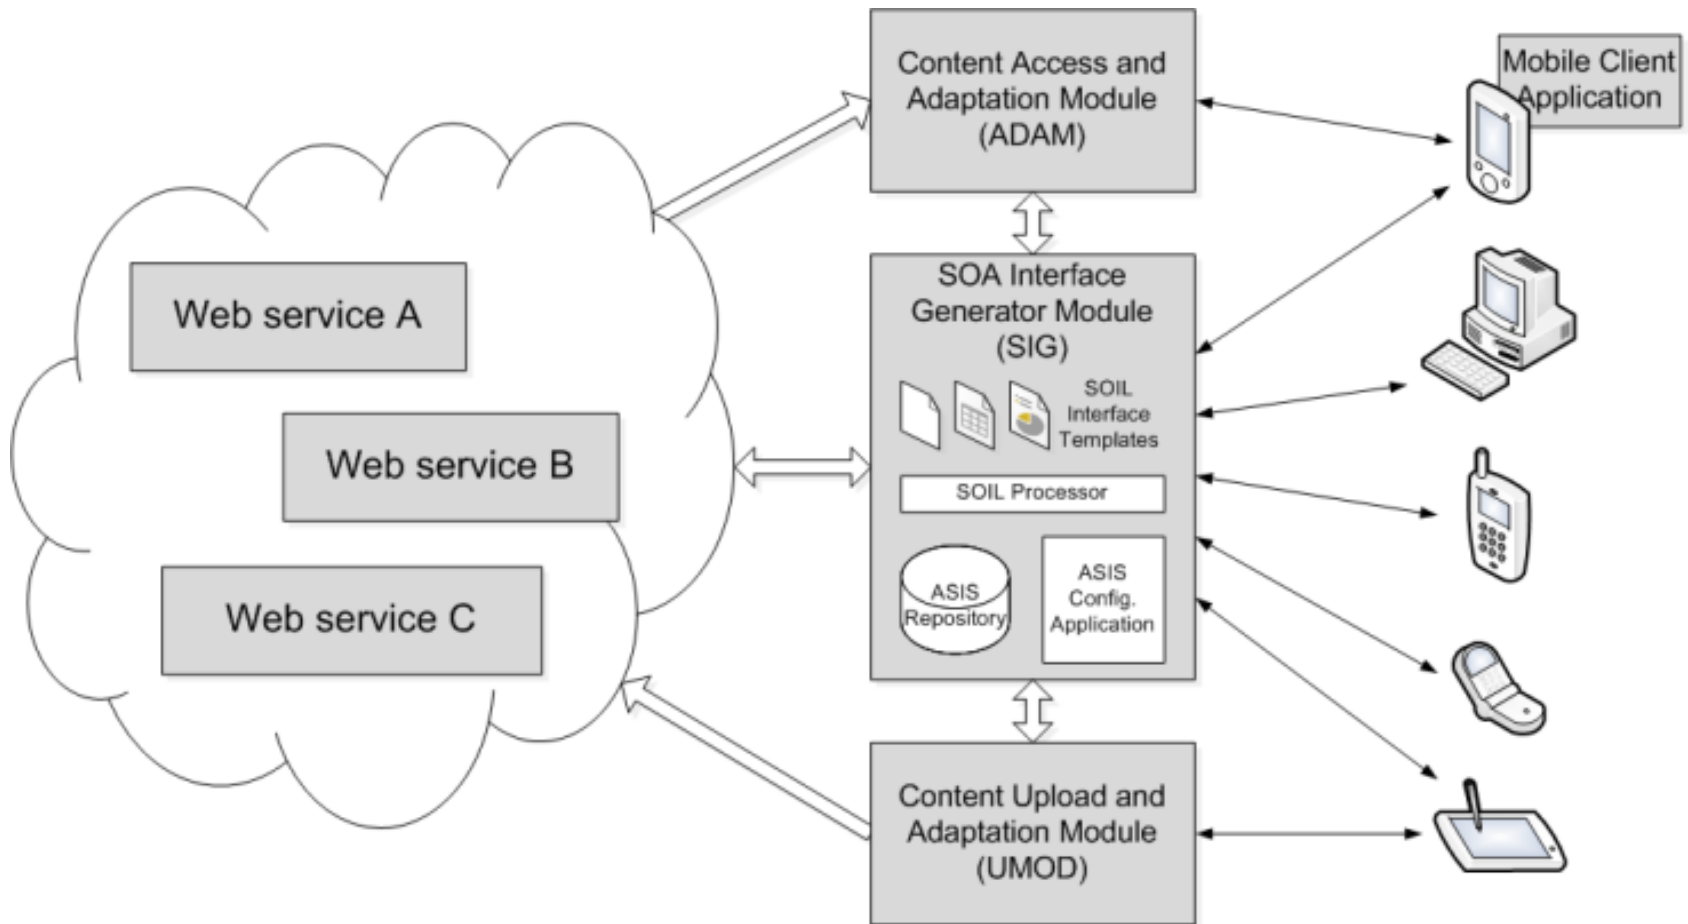 Content Access and
Adaptation Module
(ADAM)
Mobile Client
Application
SOA Interface
Generator Module
(SIG)
Web service A
SOIL
Interface
Templates
Web service B
SOIL Processor
ASIS
Repository
ASIS
Config.
Application
Web service C
Content Upload and
Adaptation Module
(UMOD)